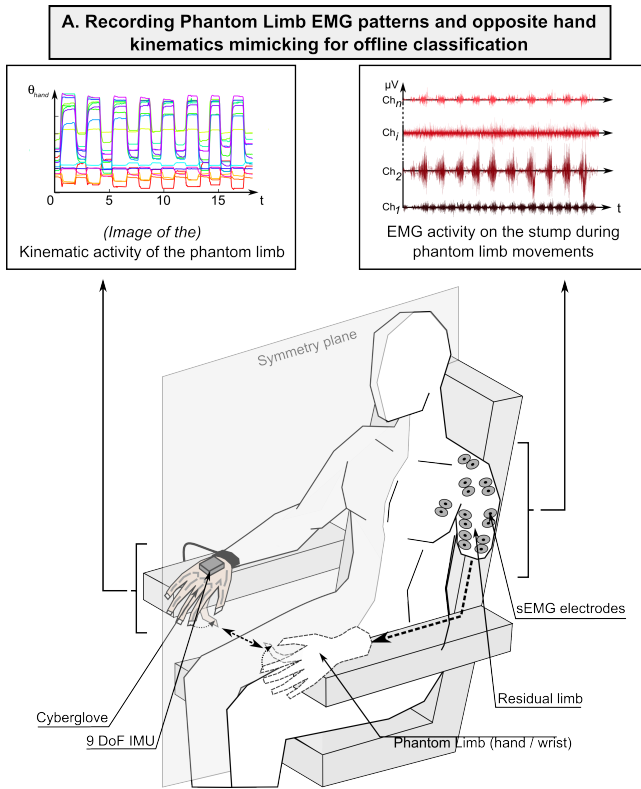 A. Recording Phantom Limb EMG patterns and opposite hand
kinematics mimicking for offline classification
θhand
0 5 10 15 t
(Image of the)
Kinematic activity of the phantom limb
μV
Chn
Chi
Ch2
Ch1
t
EMG activity on the stump during
phantom limb movements
Symmetry plane
sEMG electrodes
Residual limb
Cyberglove
9 DoF IMU
Phantom Limb (hand / wrist)